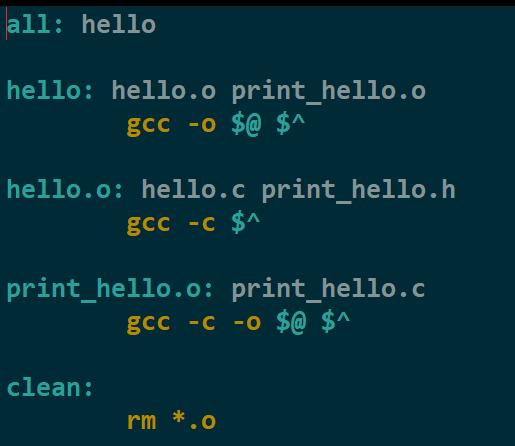 all: hello
hello: hello.o print_hello.o
gcc -o $@ $^
hello.o: hello.c print_hello.h
gcc -c $^
print_hello.o: print_hello.c
gcc -c -o $@ $^
clean:
rm *.o